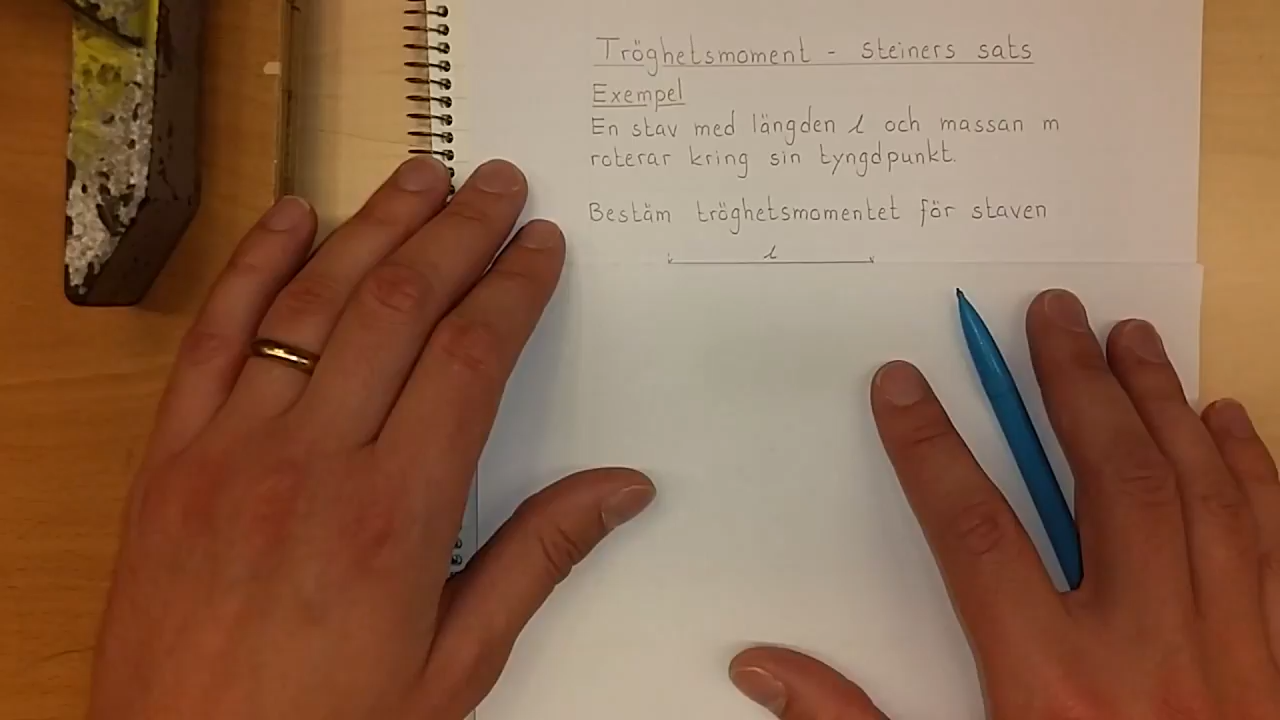 Tröghetsmoment - Steiners sats
Exempel
En stav med längden l och massan m
roterar kring sin tyngdpunkt.
Bestäm tröghetsmomentet för staven
l